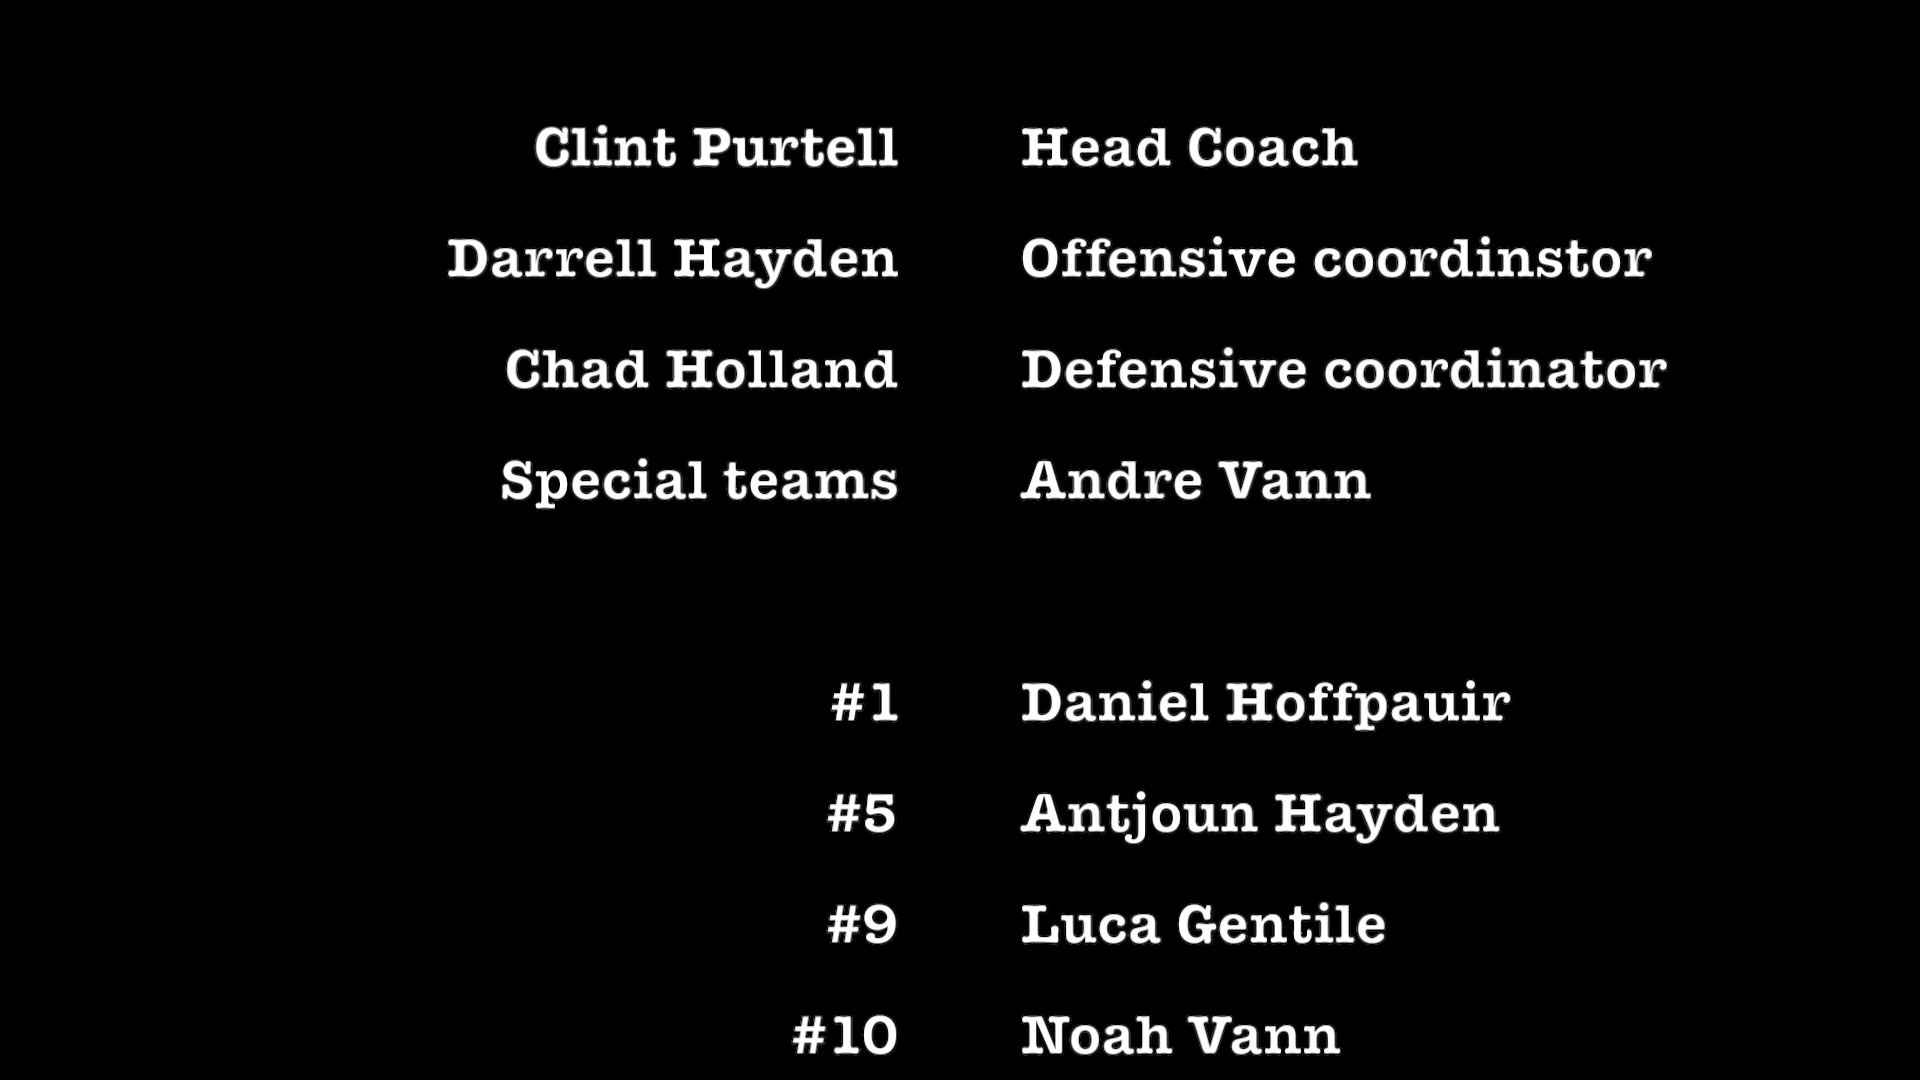 Clint Purtell Head Coach
Darrell Hayden Offensive coordinstor
Chad Holland Defensive coordinator
Special teams Andre Vann
#1 Daniel Hoffpauir
#5 Antjoun Hayden
#9 Luca Gentile
#10 Noah Vann